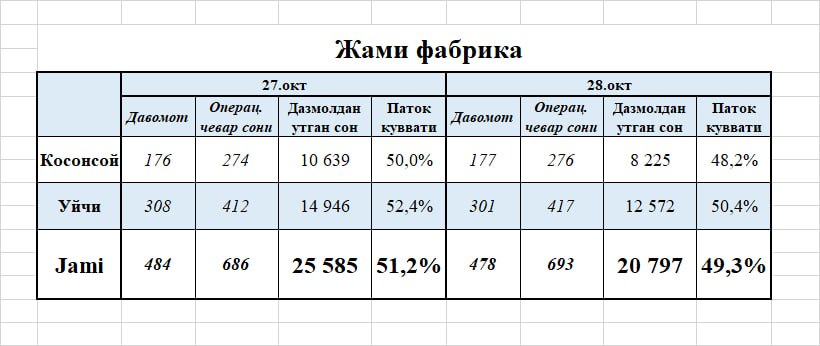 Жами фабрика
27.окт 28.окт
Давомот Операц. чевар сони Дазмолдан утган сон Паток кувати Давомот Операц. чевар сони Дазмолдан утган сон Паток кувати
Косонсой 176 274 10 639 50,0% 177 276 8 225 48,2%
Уйчи 308 412 14 946 52,4% 301 417 12 572 50,4%
Jami 484 686 25 585 51,2% 478 693 20 797 49,3%